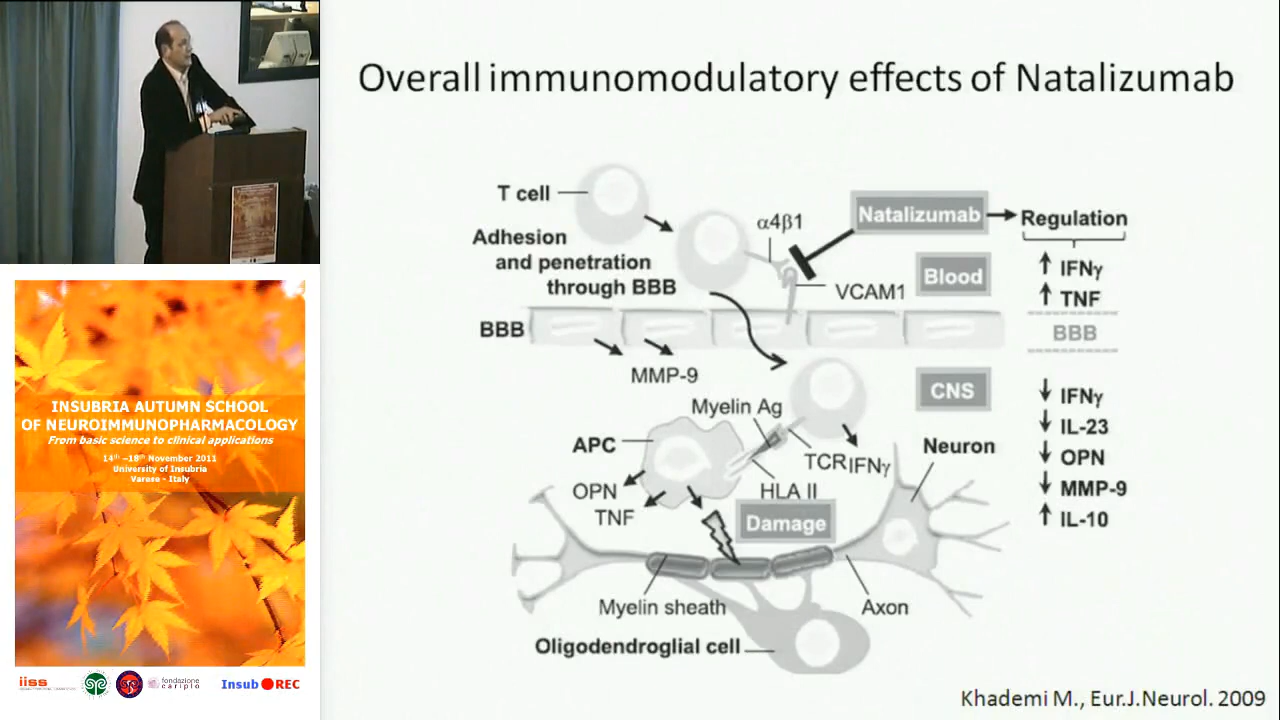 Overall immunomodulatory effects of Natalizumab
T cell
Adhesion
and penetration
through BBB
α4β1
VCAM1
Natalizumab
Blood
Regulation
↑ IFNγ
↑ TNF
BBB
BBB
MMP-9
CNS
Myelin Ag
APC
OPN
TNF
TCR
IFNγ
HLA II
Neuron
↓ IFNγ
↓ IL-23
↓ OPN
↓ MMP-9
↑ IL-10
Damage
Myelin sheath
Axon
Oligodendroglial cell
Khademi M., Eur.J.Neurol. 2009
INSUBRIA AUTUMN SCHOOL
OF NEUROIMMUNOPHARMACOLOGY
From basic science to clinical applications
14th –18th November 2011
University of Insubria
Varese - Italy
iiss
fondazione
cariplo
Insub REC